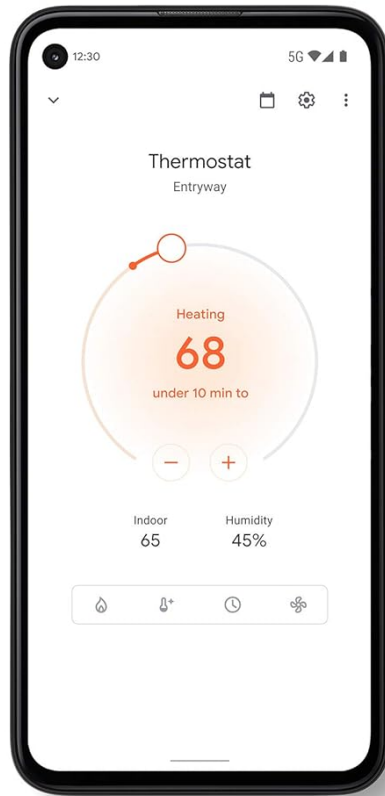 12:30 5G
Thermostat
Entryway
Heating
68
under 10 min to
Indoor Humidity
65 45%